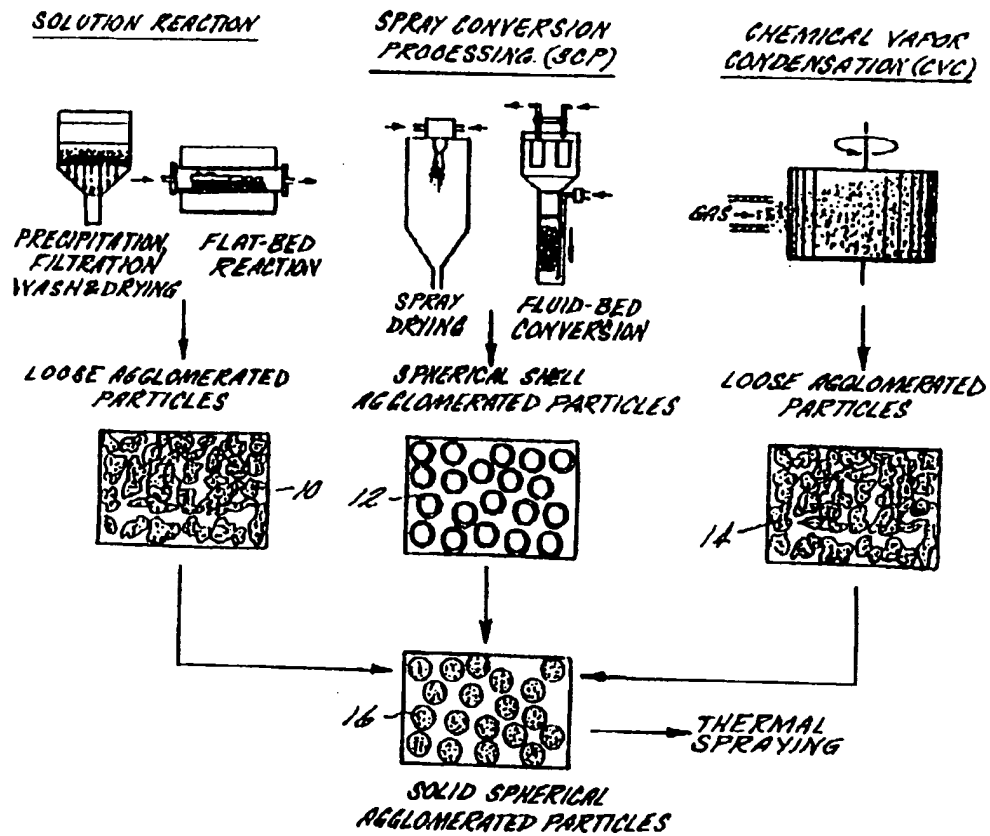 SOLUTION REACTION
SPRAY CONVERSION
PROCESSING. (SCP)
CHEMICAL VAPOR
CONDENSATION (CVC)
PRECIPITATION,
FILTRATION
WASH&DRYING
FLAT-BED
REACTION
SPRAY
DRYING
FLUID-BED
CONVERSION
GAS
LOOSE AGGLOMERATED
PARTICLES
SPHERICAL SHELL
AGGLOMERATED PARTICLES
LOOSE AGGLOMERATED
PARTICLES
10
12
14
16
THERMAL
SPRAYING
SOLID SPHERICAL
AGGLOMERATED PARTICLES